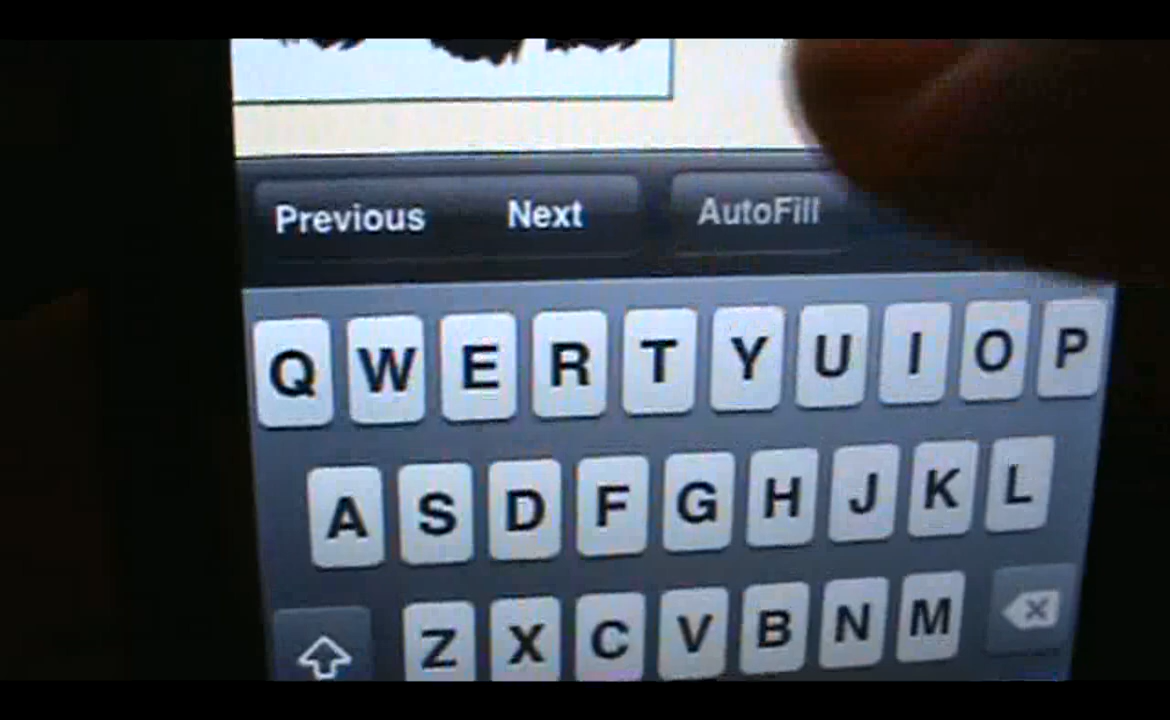 Previous Next AutoFill
Q W E R T Y U I O P
A S D F G H J K L
Z X C V B N M